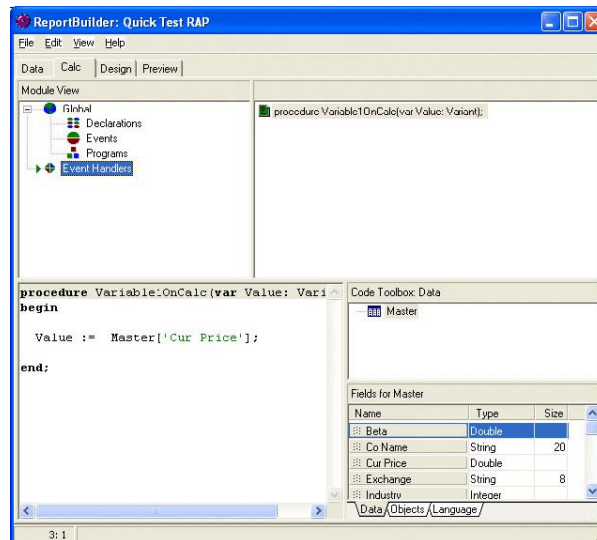 ReportBuilder: Quick Test RAP
File Edit View Help
Data Calc Design Preview
Module View
Global
Declarations
Events
Programs
Event Handlers
procedure Variable1OnCalc(var Value: Variant);
procedure Variable1OnCalc(var Value: Vari
begin
Value := Master['Cur Price'];
end;
Code Toolbox: Data
Master
Fields for Master
Name Type Size
Beta Double
Co Name String 20
Cur Price Double
Exchange String 8
Industry Integer
Data Objects Language
3: 1